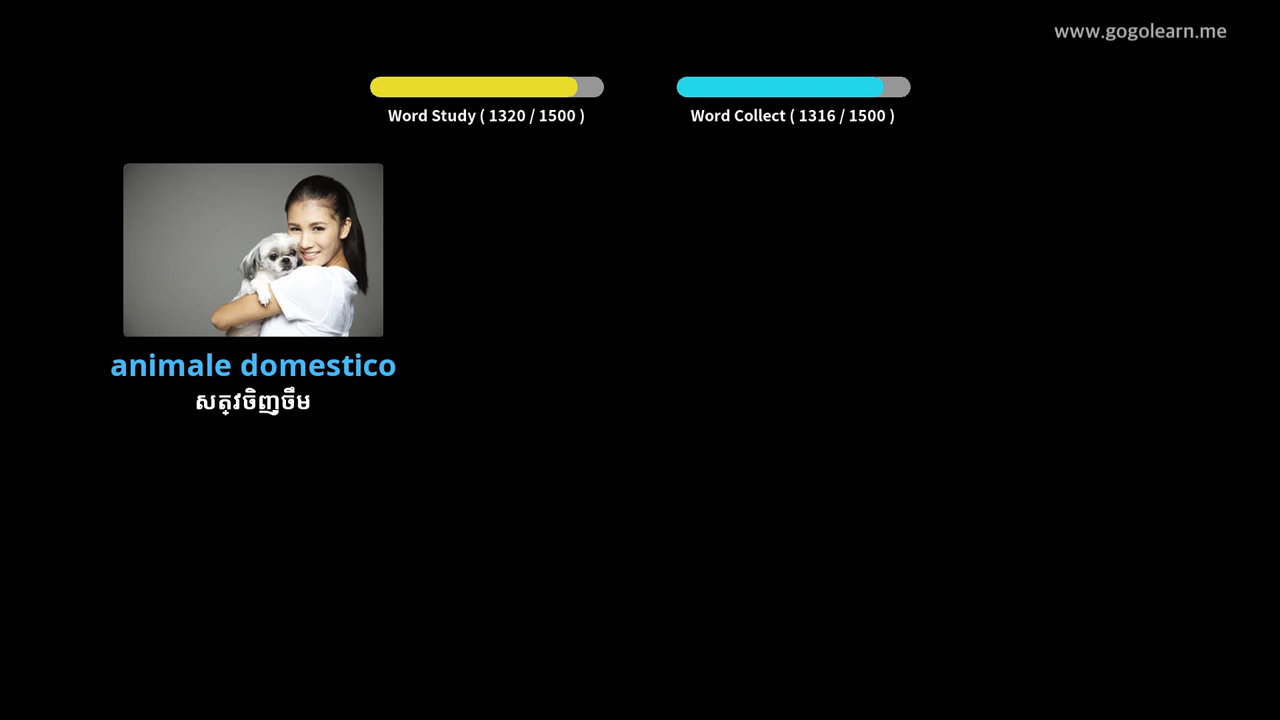 www.gogolearn.me
Word Study ( 1320 / 1500 )
Word Collect ( 1316 / 1500 )
animale domestico
សត្វចិញ្ចឹម